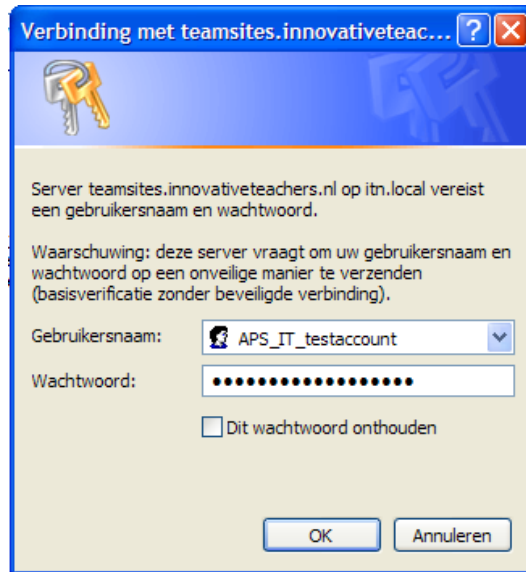 Verbinding met teamsites.innovativeteac...
Server teamsites.innovativeteachers.nl op itn.local vereist
een gebruikersnaam en wachtwoord.
Waarschuwing: deze server vraagt om uw gebruikersnaam en
wachtwoord op een onveilige manier te verzenden
(basisverificatie zonder beveiligde verbinding).
Gebruikersnaam: APS_IT_testaccount
Wachtwoord: ••••••••••••••••••
Dit wachtwoord onthouden
OK Annuleren